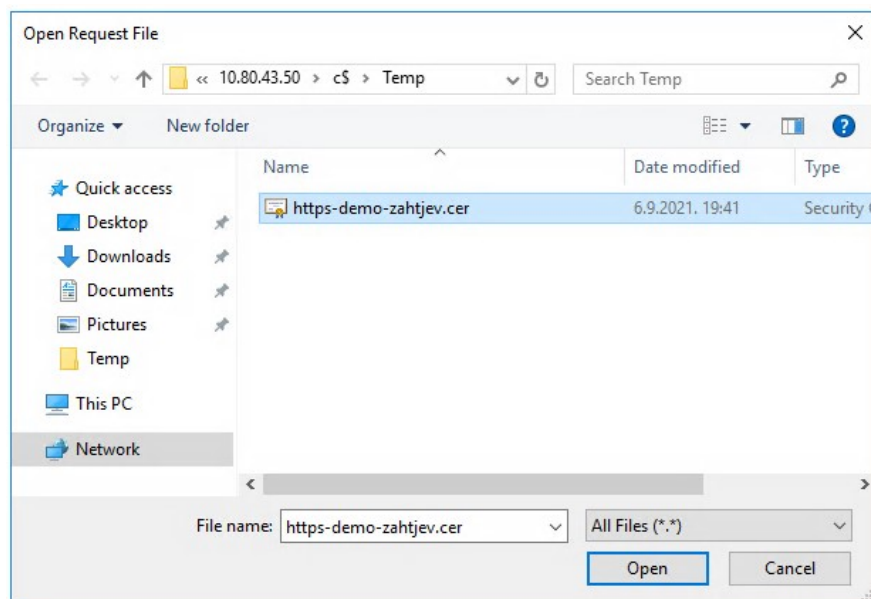 Open Request File
« 10.80.43.50 › c$ › Temp
Search Temp
Organize
New folder
Name
Date modified
Type
Quick access
https-demo-zahtjev.cer
6.9.2021. 19:41
Security
Desktop
Downloads
Documents
Pictures
Temp
This PC
Network
File name:
https-demo-zahtjev.cer
All Files (*.*)
Open
Cancel